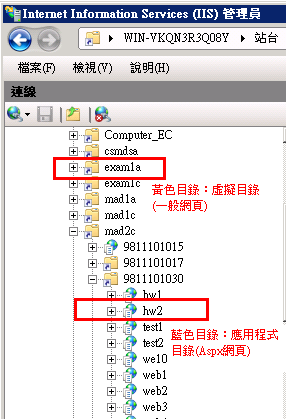 Internet Information Services (IIS) 管理員
WIN-VKQN3R3Q08Y
站台
檔案(F) 檢視(V) 說明(H)
連線
Computer_EC
csmdsa
exam1a
exam1c
黃色目錄：虛擬目錄
(一般網頁)
mad1a
mad1c
mad2c
9811101015
9811101017
9811101030
hw1
hw2
test1
藍色目錄：應用程式
目錄(Aspx網頁)
test2
we10
web1
web2
web3